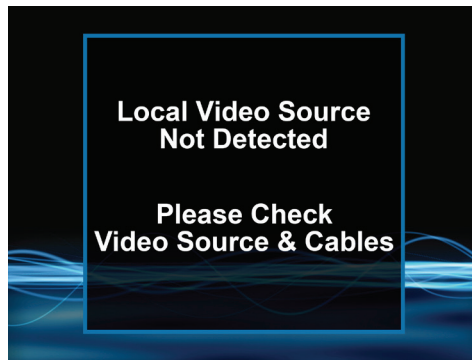 Local Video Source
Not Detected
Please Check
Video Source & Cables